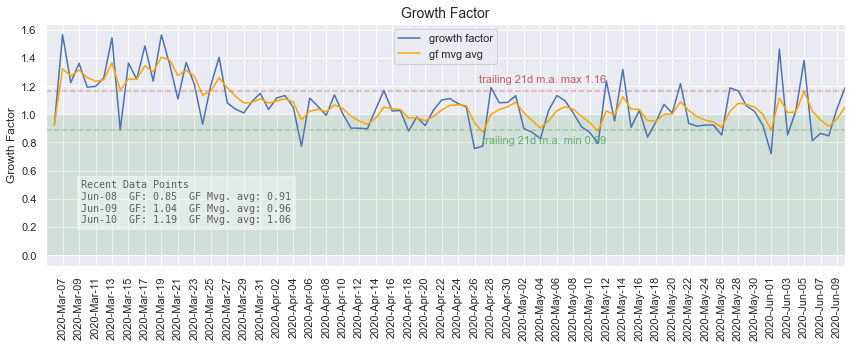 Growth Factor
growth factor
gf mvg avg
trailing 21d m.a. max 1.16
trailing 21d m.a. min 0.89
Growth Factor
1.6
1.4
1.2
1.0
0.8
0.6
0.4
0.2
0.0
Recent Data Points
Jun-08 GF: 0.85 GF Mvg. avg: 0.91
Jun-09 GF: 1.04 GF Mvg. avg: 0.96
Jun-10 GF: 1.19 GF Mvg. avg: 1.06
2020-Mar-07
2020-Mar-09
2020-Mar-11
2020-Mar-13
2020-Mar-15
2020-Mar-17
2020-Mar-19
2020-Mar-21
2020-Mar-23
2020-Mar-25
2020-Mar-27
2020-Mar-29
2020-Mar-31
2020-Apr-02
2020-Apr-04
2020-Apr-06
2020-Apr-08
2020-Apr-10
2020-Apr-12
2020-Apr-14
2020-Apr-16
2020-Apr-18
2020-Apr-20
2020-Apr-22
2020-Apr-24
2020-Apr-26
2020-Apr-28
2020-Apr-30
2020-May-02
2020-May-04
2020-May-06
2020-May-08
2020-May-10
2020-May-12
2020-May-14
2020-May-16
2020-May-18
2020-May-20
2020-May-22
2020-May-24
2020-May-26
2020-May-28
2020-May-30
2020-Jun-01
2020-Jun-03
2020-Jun-05
2020-Jun-07
2020-Jun-09